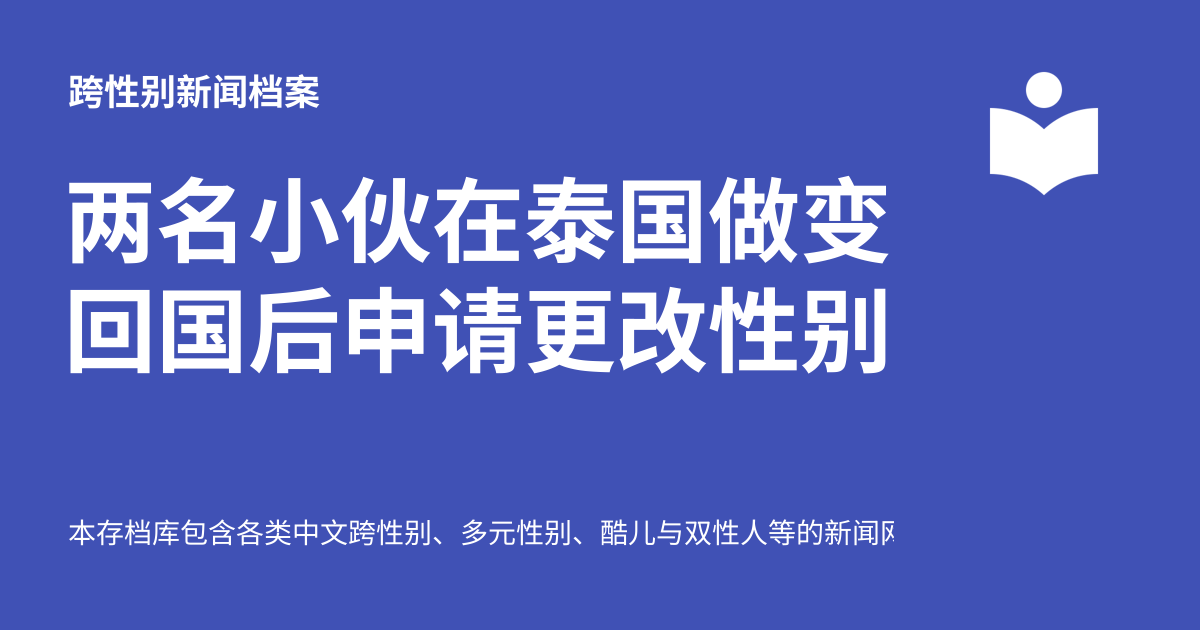 跨性别新闻档案
两名小伙在泰国做变
回国后申请更改性别
本存档库包含各类中文跨性别、多元性别、酷儿与双性人等的新闻